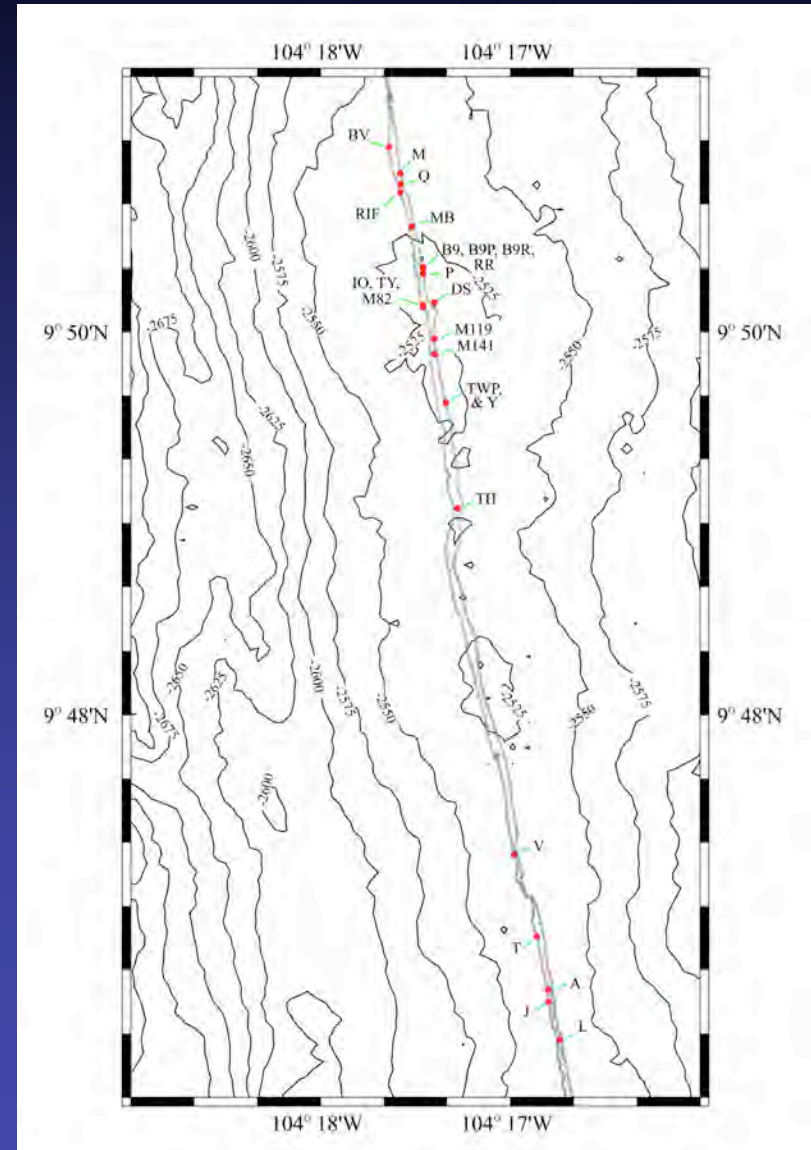 104° 18'W 104° 17'W
BV
M
Q
RIF
MB
B9, B9P, B9R,
RR
P
IO, TY,
M82
DS
-2600
-2575
-2550
-2525
-2675
9° 50'N
9° 50'N
M119
M141
-2525
-2550
-2575
TWP,
& Y
-2625
-2650
TH
-2650
-2625
-2675
-2600
-2575
-2550
-2575
-2550
-2575
9° 48'N
9° 48'N
-2600
V
T
A
J
L
104° 18'W 104° 17'W